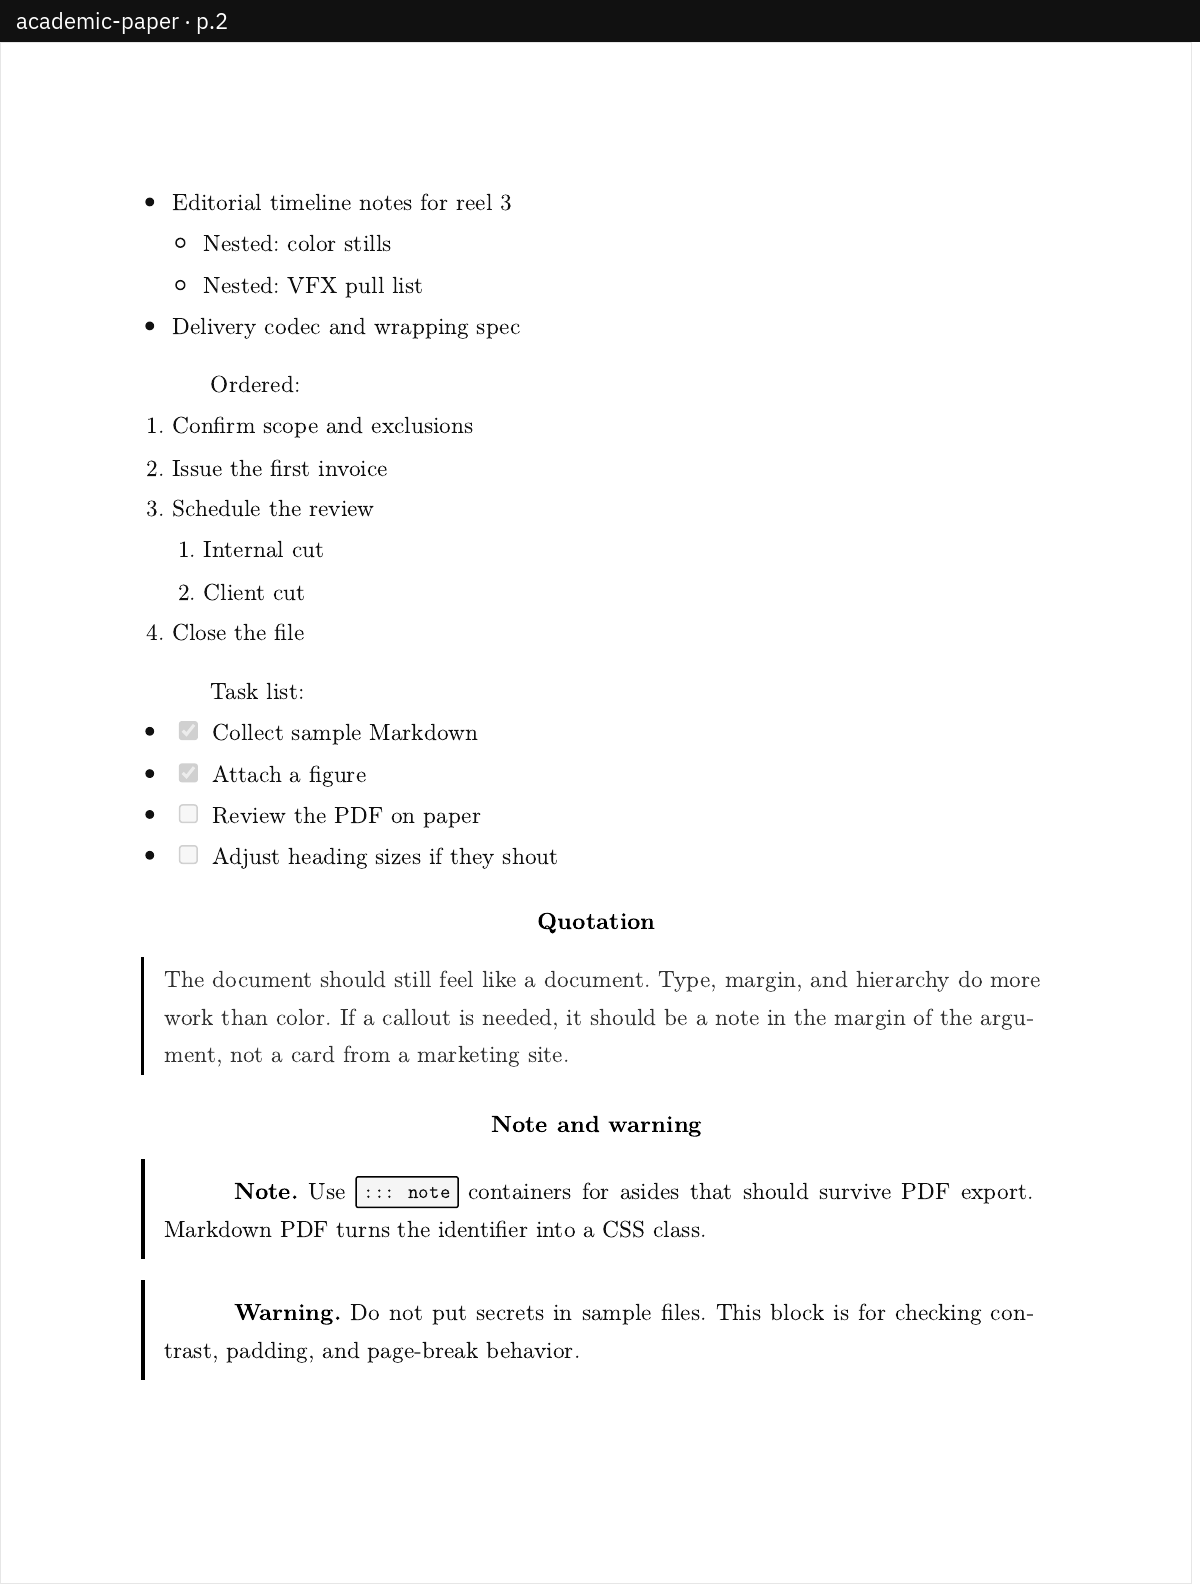 academic-paper · p.2
• Editorial timeline notes for reel 3
◦ Nested: color stills
◦ Nested: VFX pull list
• Delivery codec and wrapping spec
Ordered:
1. Confirm scope and exclusions
2. Issue the first invoice
3. Schedule the review
1. Internal cut
2. Client cut
4. Close the file
Task list:
• ☑ Collect sample Markdown
• ☑ Attach a figure
• ☐ Review the PDF on paper
• ☐ Adjust heading sizes if they shout
Quotation
The document should still feel like a document. Type, margin, and hierarchy do more
work than color. If a callout is needed, it should be a note in the margin of the argu-
ment, not a card from a marketing site.
Note and warning
Note. Use ::: note containers for asides that should survive PDF export.
Markdown PDF turns the identifier into a CSS class.
Warning. Do not put secrets in sample files. This block is for checking con-
trast, padding, and page-break behavior.